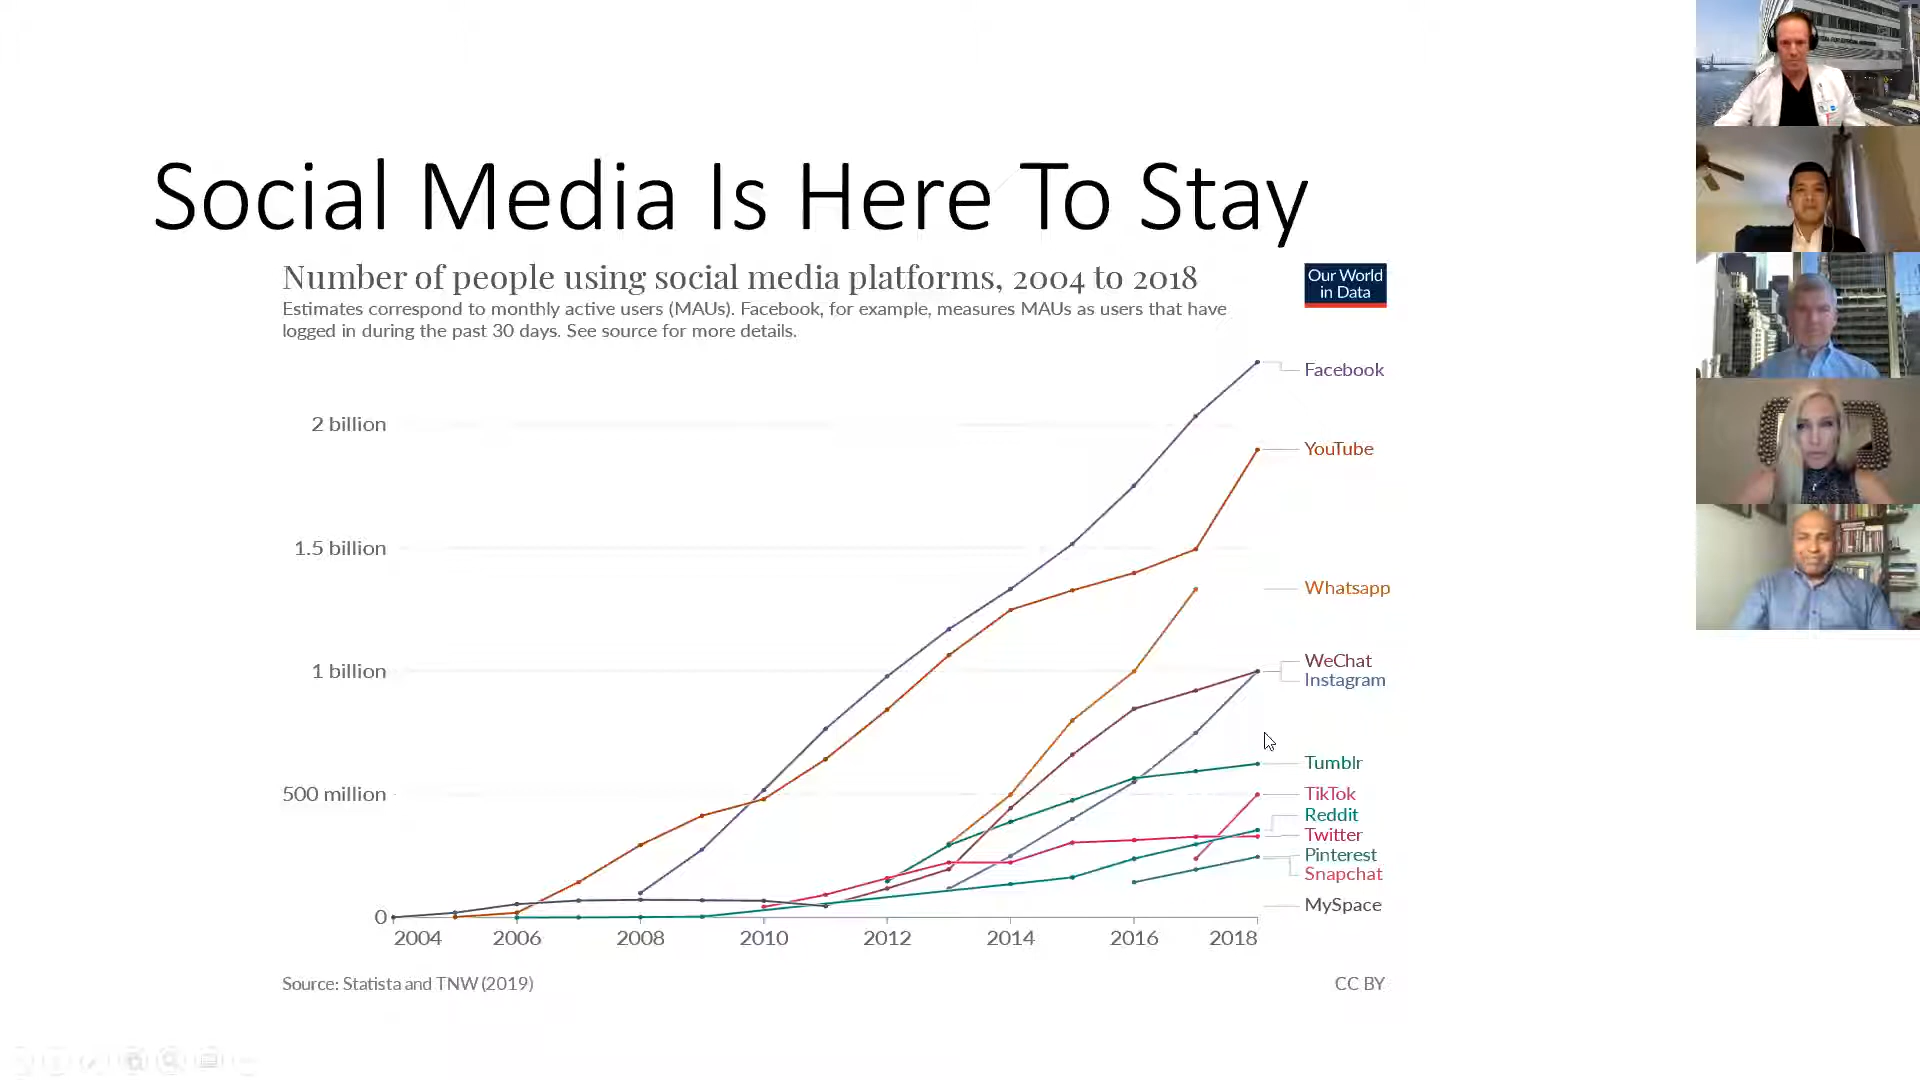 Social Media Is Here To Stay
Number of people using social media platforms, 2004 to 2018
Our World
in Data
Estimates correspond to monthly active users (MAUs). Facebook, for example, measures MAUs as users that have
logged in during the past 30 days. See source for more details.
Facebook
2 billion
YouTube
1.5 billion
Whatsapp
WeChat
1 billion
Instagram
Tumblr
500 million
TikTok
Reddit
Twitter
Pinterest
Snapchat
MySpace
0
2004 2006 2008 2010 2012 2014 2016 2018
Source: Statista and TNW (2019)
CC BY